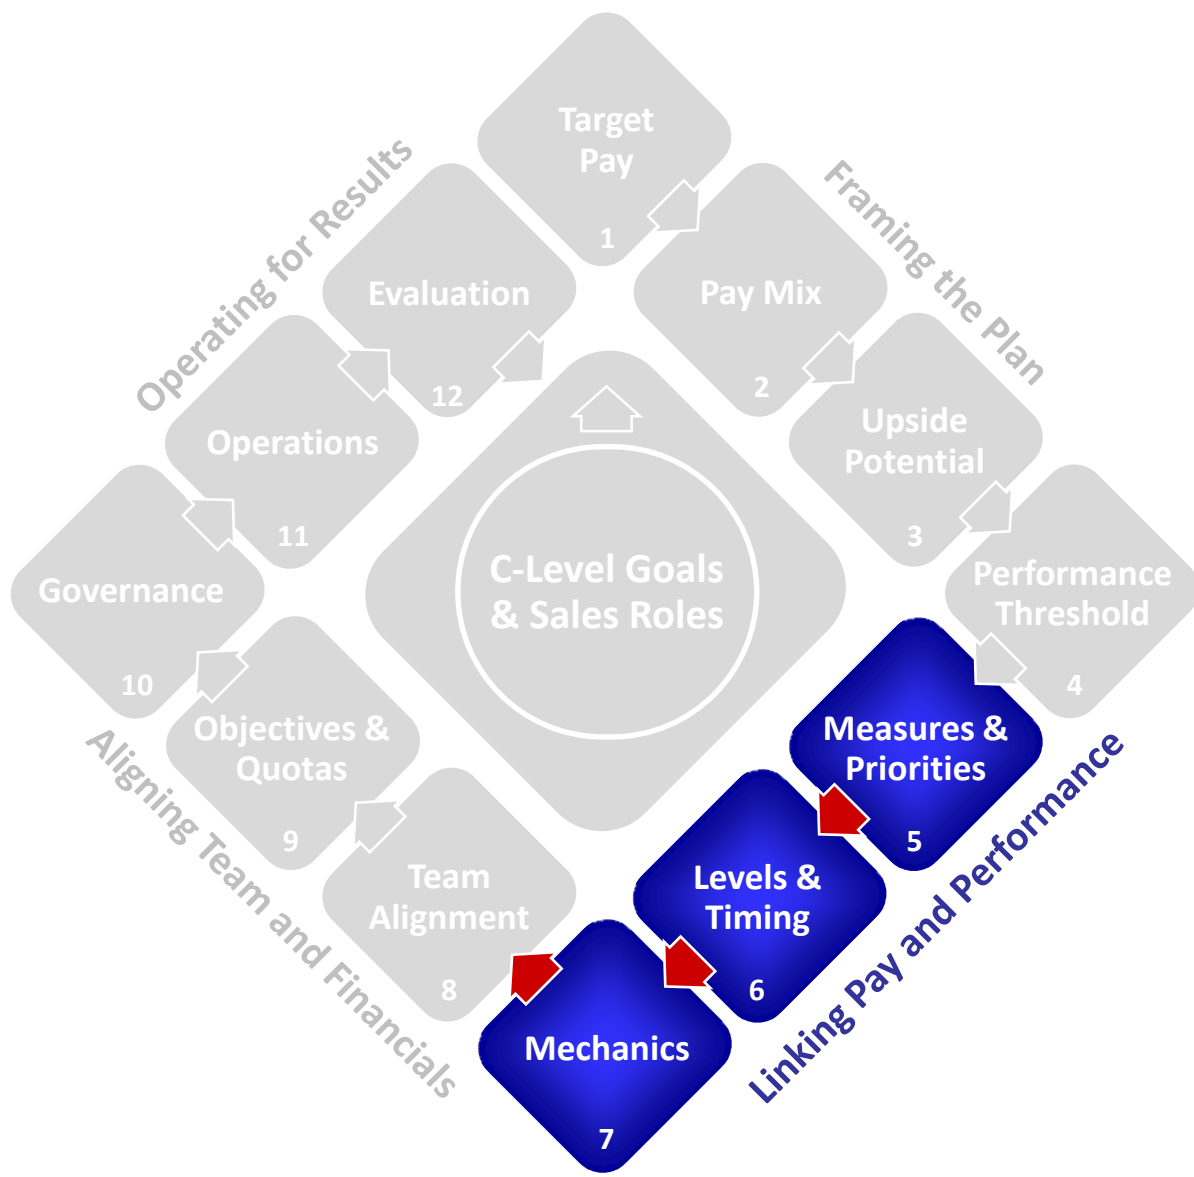 Target
Pay
1
Pay Mix
2
Upside
Potential
3
Performance
Threshold
4
Measures &
Priorities
5
Levels &
Timing
6
Mechanics
7
Team
Alignment
8
Objectives &
Quotas
9
Governance
10
Operations
11
Evaluation
12
C-Level Goals
& Sales Roles
Framing the Plan
Linking Pay and Performance
Aligning Team and Financials
Operating for Results